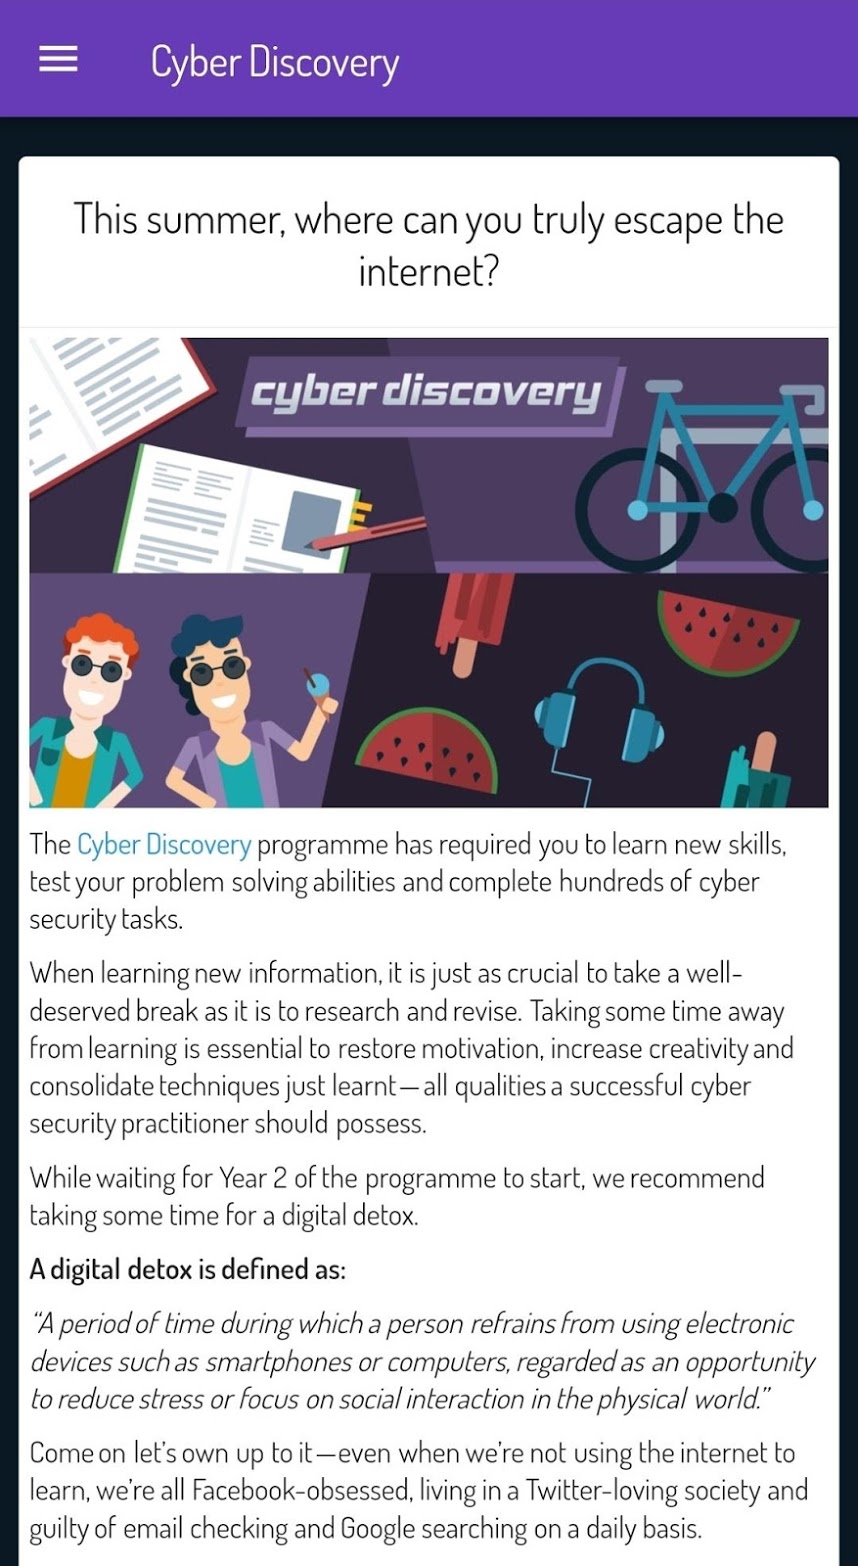 Cyber Discovery
This summer, where can you truly escape the
internet?
cyber discovery
The Cyber Discovery programme has required you to learn new skills,
test your problem solving abilities and complete hundreds of cyber
security tasks.
When learning new information, it is just as crucial to take a well-
deserved break as it is to research and revise. Taking some time away
from learning is essential to restore motivation, increase creativity and
consolidate techniques just learnt — all qualities a successful cyber
security practitioner should possess.
While waiting for Year 2 of the programme to start, we recommend
taking some time for a digital detox.
A digital detox is defined as:
“A period of time during which a person refrains from using electronic
devices such as smartphones or computers, regarded as an opportunity
to reduce stress or focus on social interaction in the physical world.”
Come on let’s own up to it — even when we’re not using the internet to
learn, we’re all Facebook-obsessed, living in a Twitter-loving society and
guilty of email checking and Google searching on a daily basis.